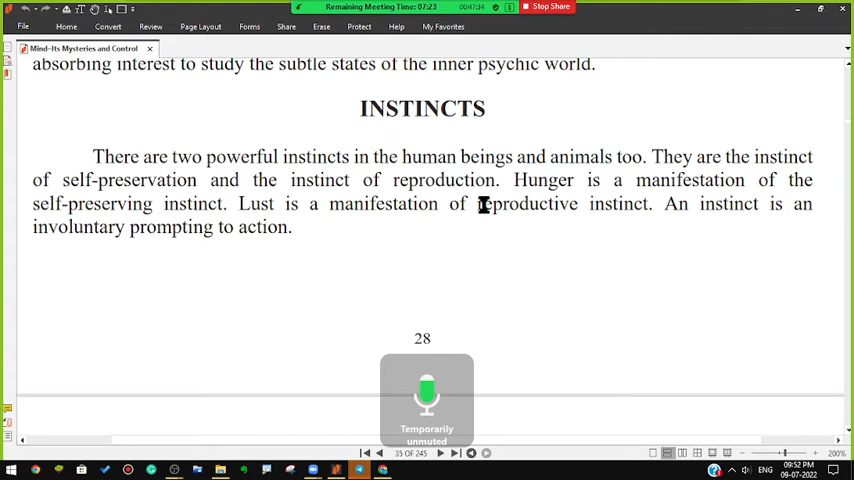 Remaining Meeting Time: 07:23
00:47:34
Stop Share
File Home Convert Review Page Layout Forms Share Erase Protect Help My Favorites
Mind–Its Mysteries and Control
absorbing interest to study the subtle states of the inner psychic world.
INSTINCTS
There are two powerful instincts in the human beings and animals too. They are the instinct
of self-preservation and the instinct of reproduction. Hunger is a manifestation of the
self-preserving instinct. Lust is a manifestation of reproductive instinct. An instinct is an
involuntary prompting to action.
28
Temporarily
unmuted
35 OF 245
200%
ENG
09:52 PM
09-07-2022